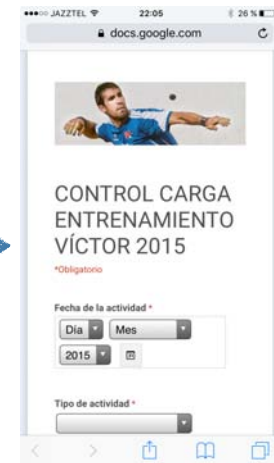 JAZZTEL 22:05 26 %
docs.google.com
CONTROL CARGA
ENTRENAMIENTO
VÍCTOR 2015
*Obligatorio
Fecha de la actividad *
Día Mes
2015
Tipo de actividad *